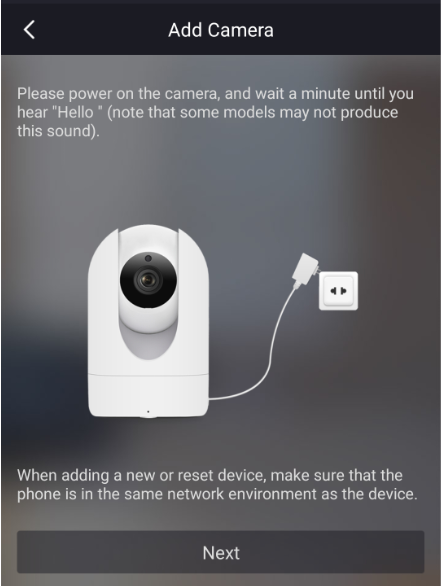 Add Camera
Please power on the camera, and wait a minute until you
hear "Hello " (note that some models may not produce
this sound).
When adding a new or reset device, make sure that the
phone is in the same network environment as the device.
Next